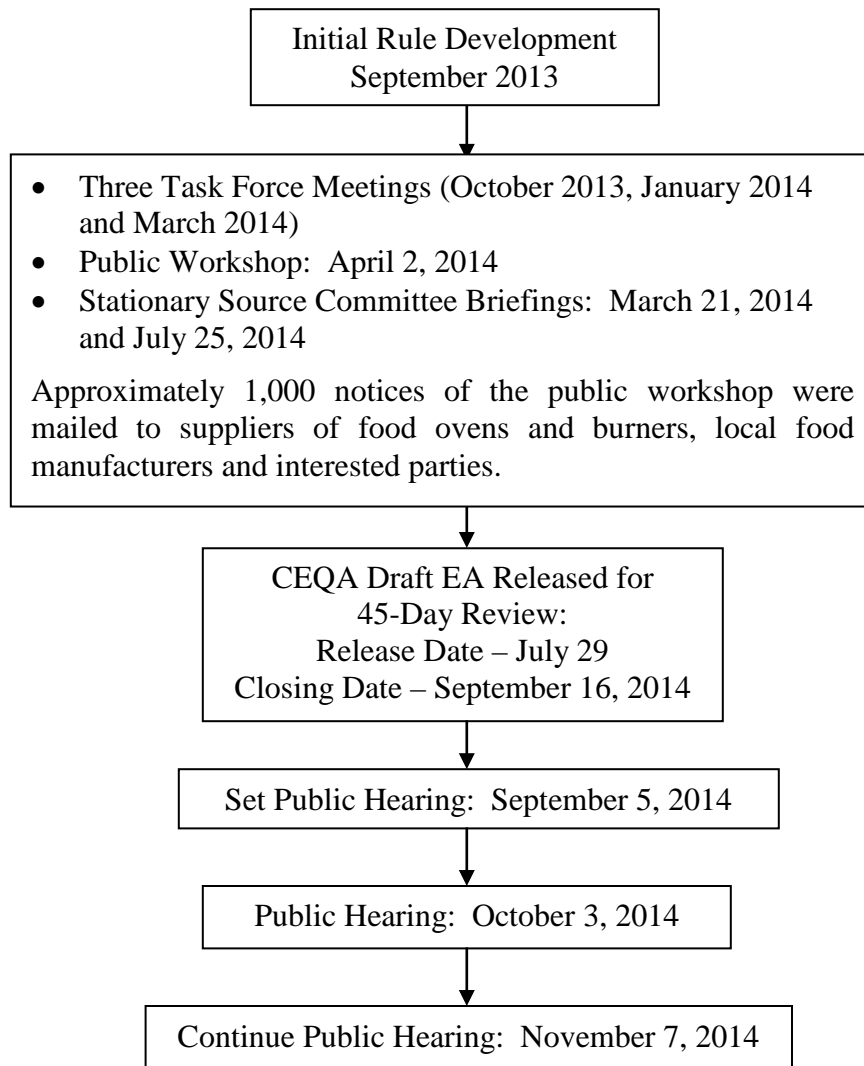 Initial Rule Development
September 2013
• Three Task Force Meetings (October 2013, January 2014
and March 2014)
• Public Workshop: April 2, 2014
• Stationary Source Committee Briefings: March 21, 2014
and July 25, 2014
Approximately 1,000 notices of the public workshop were
mailed to suppliers of food ovens and burners, local food
manufacturers and interested parties.
CEQA Draft EA Released for
45-Day Review:
Release Date – July 29
Closing Date – September 16, 2014
Set Public Hearing: September 5, 2014
Public Hearing: October 3, 2014
Continue Public Hearing: November 7, 2014